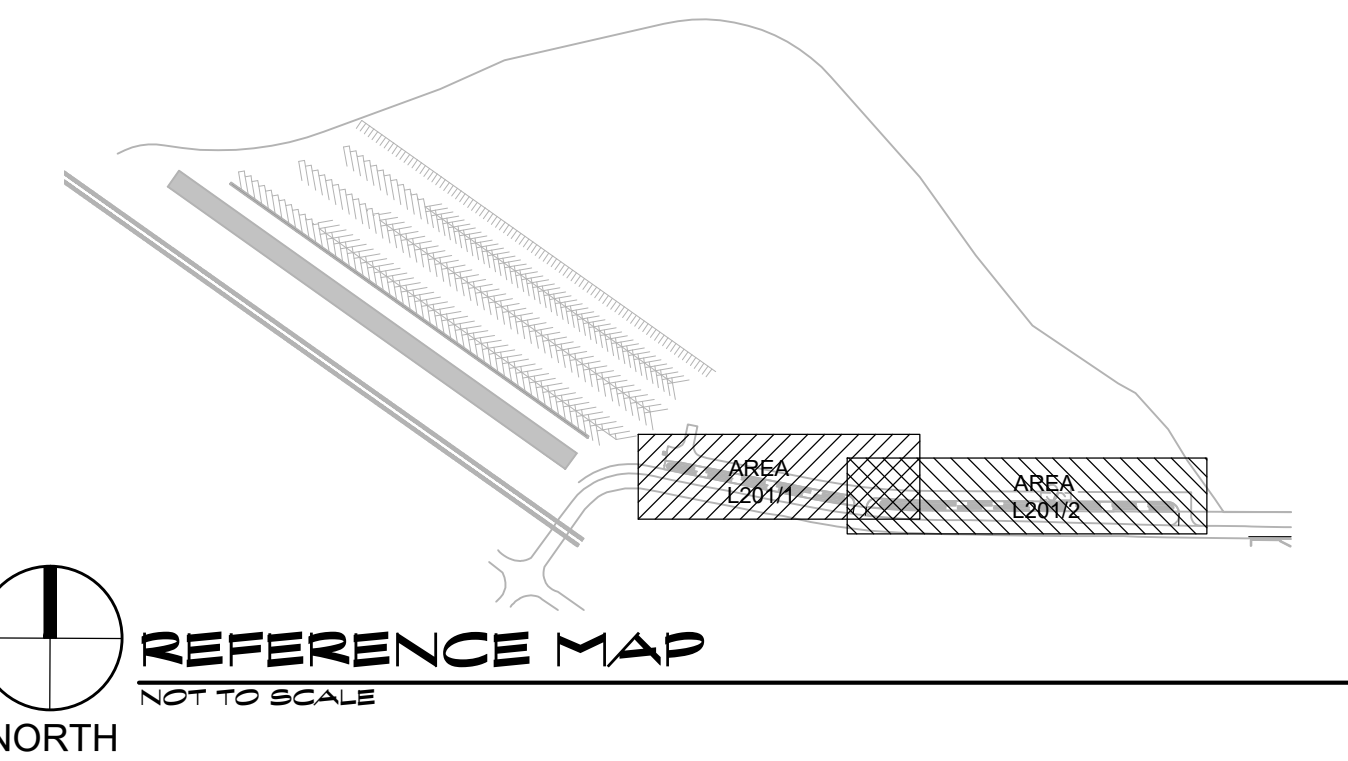 AREA
L201/1
AREA
L201/2
REFERENCE MAP
NOT TO SCALE
NORTH